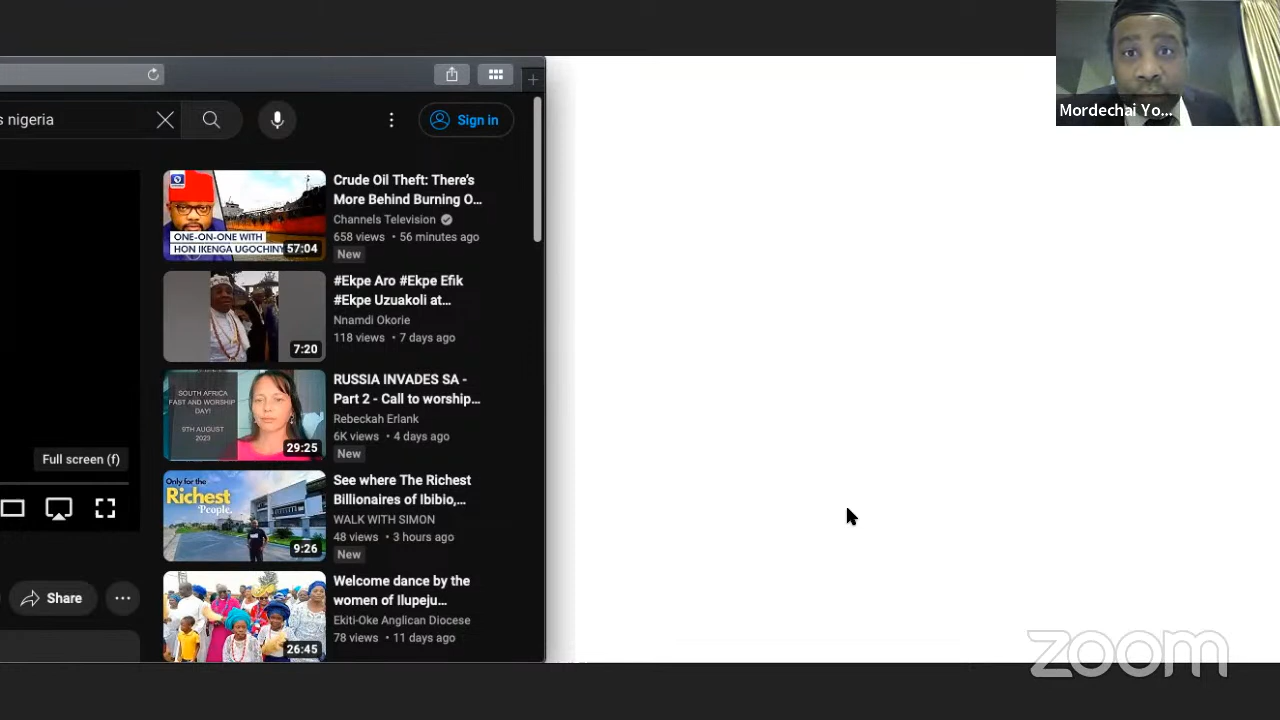 Mordechai Yo...
s nigeria
Sign in
Crude Oil Theft: There's
More Behind Burning O...
Channels Television
658 views • 56 minutes ago
New
ONE-ON-ONE WITH
HON IKENGA UGOCHINY
57:04
#Ekpe Aro #Ekpe Efik
#Ekpe Uzuakoli at...
Nnamdi Okorie
118 views • 7 days ago
7:20
RUSSIA INVADES SA -
Part 2 - Call to worship...
Rebeckah Erlank
6K views • 4 days ago
New
SOUTH AFRICA
FAST AND WORSHIP
DAY!
9TH AUGUST
2023
29:25
Full screen (f)
See where The Richest
Billionaires of Ibibio,...
WALK WITH SIMON
48 views • 3 hours ago
New
Only for the
Richest
People.
9:26
Share
Welcome dance by the
women of Ilupeju...
Ekiti-Oke Anglican Diocese
78 views • 11 days ago
26:45
zoom